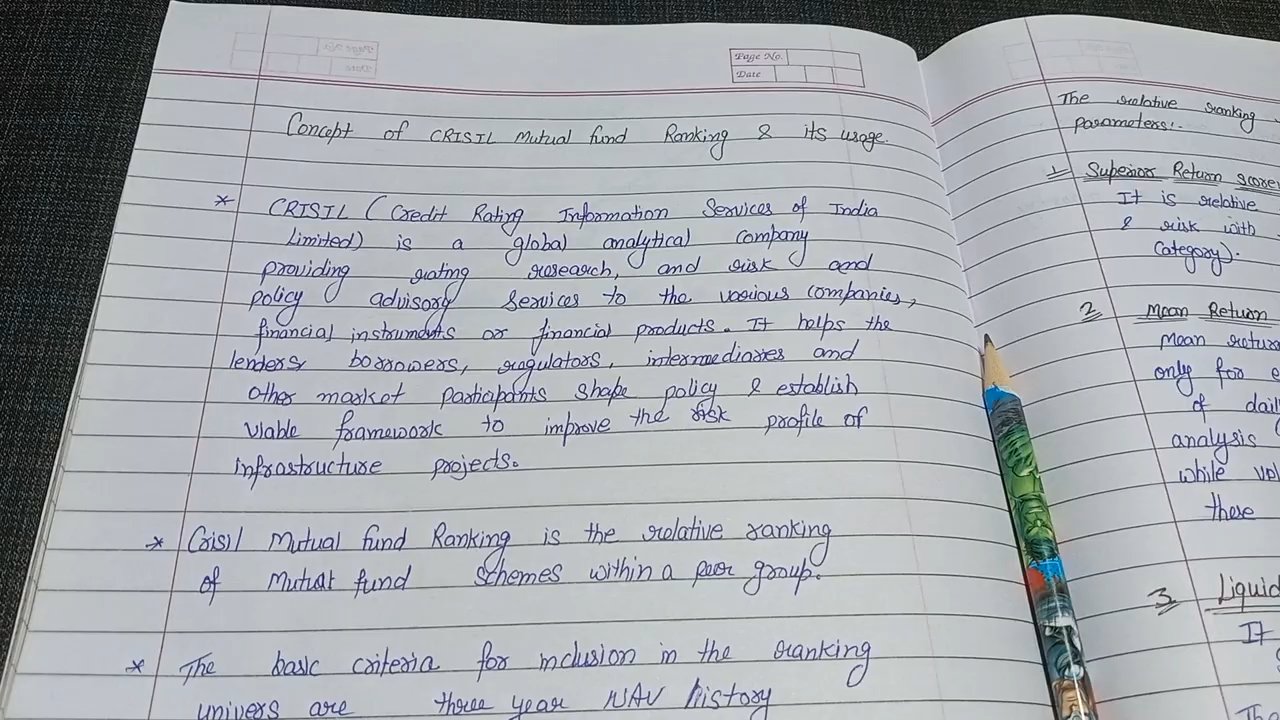 Page No.
Date
Concept of CRISIL Mutual fund Ranking & its usage.
* CRISIL (Credit Rating Information Services of India
Limited) is a global analytical company
providing rating research, and risk and
policy advisory services to the various companies,
financial instruments or financial products. It helps the
lenders, borrowers, regulators, intermediaries and
other market participants shape policy & establish
viable framework to improve the risk profile of
infrastructure projects.
* Crisil Mutual fund Ranking is the relative ranking
of Mutual fund Schemes within a peer group.
* The basic criteria for inclusion in the ranking
univers are three year NAV history
The relative ranking
parameters:-
1 Superior Return score
It is relative
& risk with
Category).
2 Mean Return
Mean return
only for e
of dail
analysis
while vol
these
3 Liquid
It
The